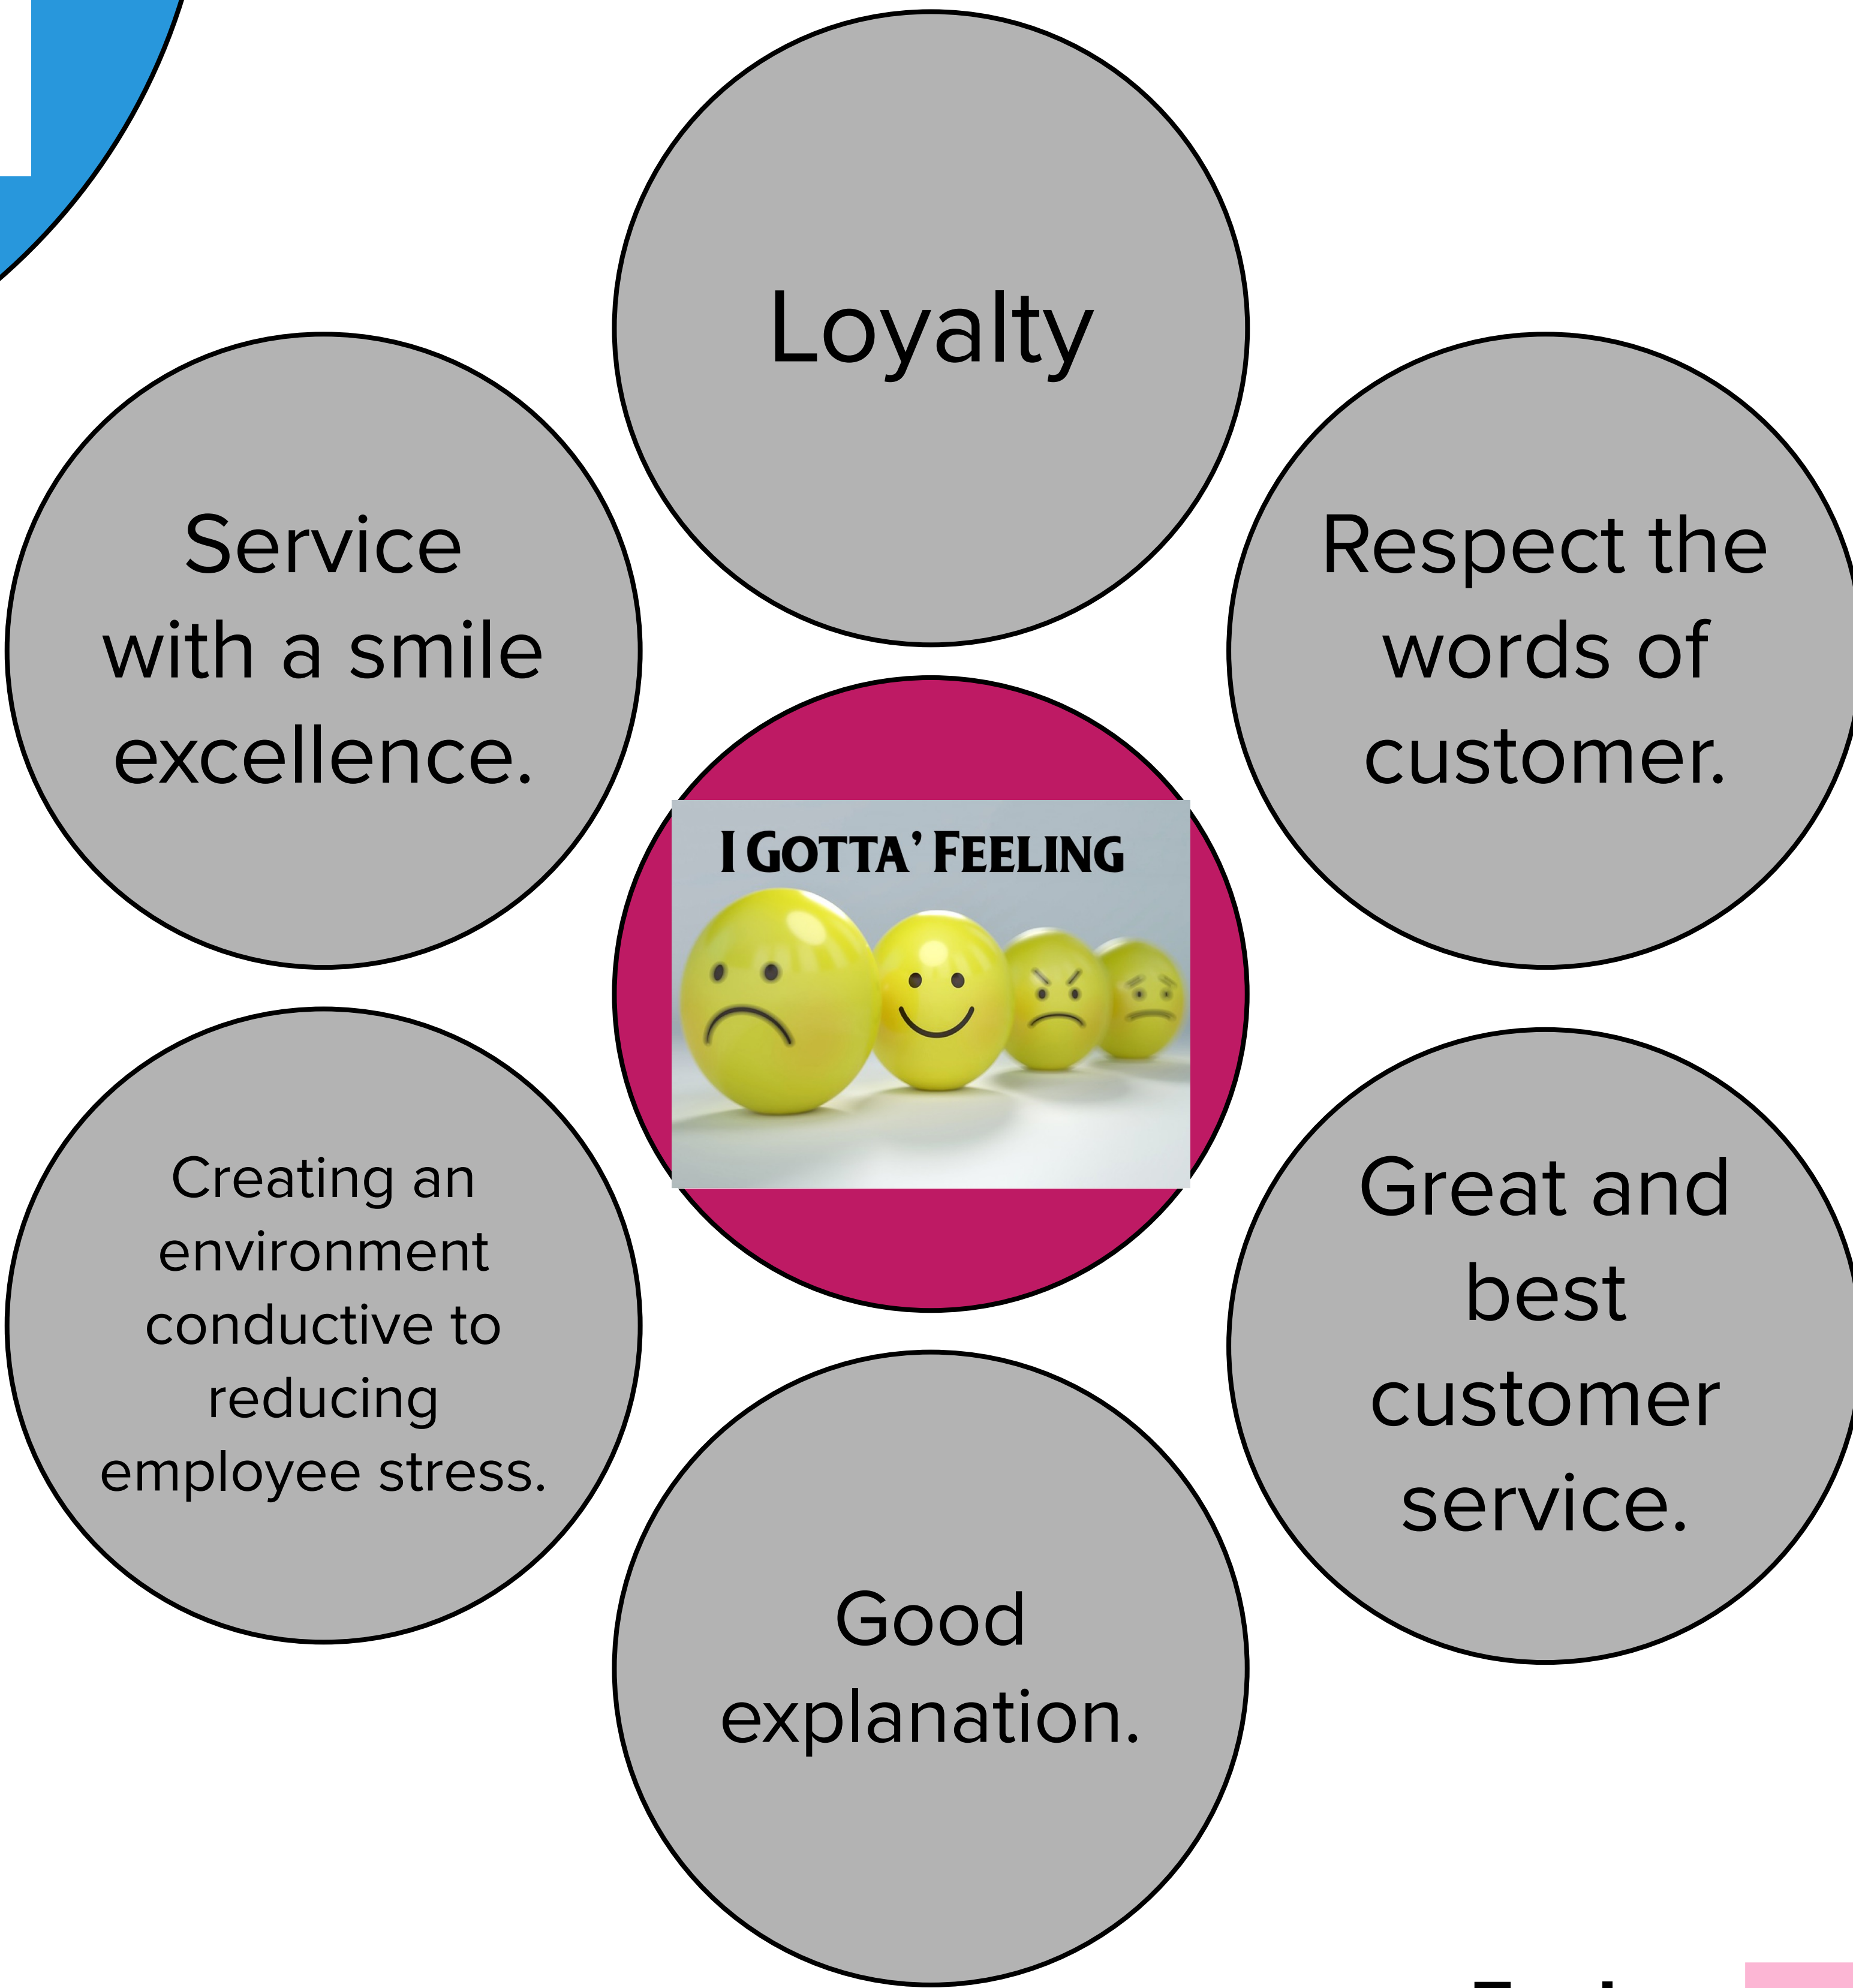 Loyalty
Service
with a smile
excellence.
Respect the
words of
customer.
I GOTTA' FEELING
Creating an
environment
conductive to
reducing
employee stress.
Great and
best
customer
service.
Good
explanation.